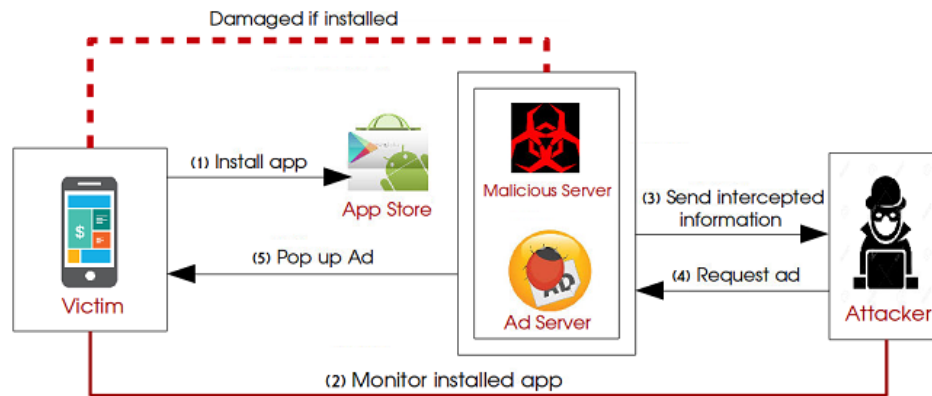 Damaged if installed
(1) Install app
App Store
Malicious Server
(3) Send intercepted
information
(5) Pop up Ad
AD
(4) Request ad
Victim
Ad Server
Attacker
(2) Monitor installed app
$